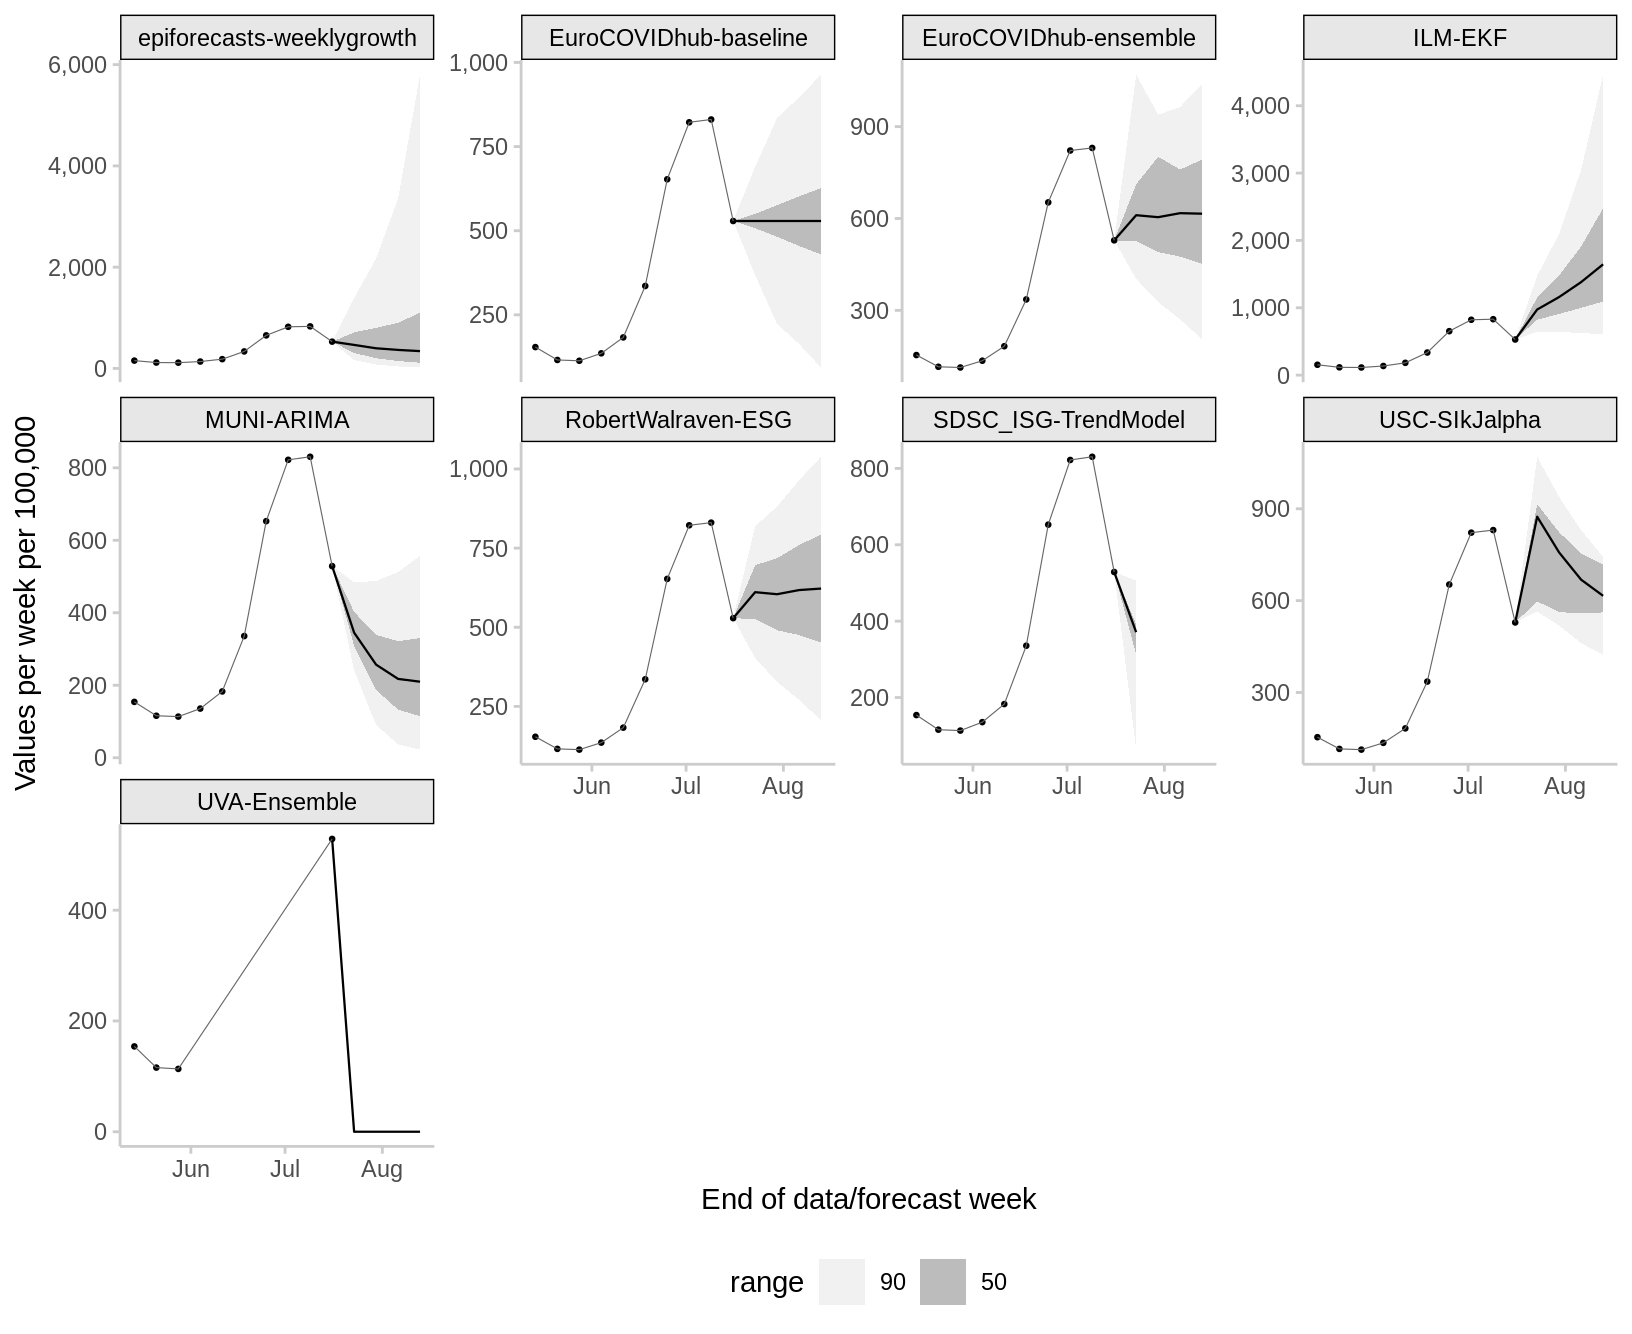 epiforecasts-weeklygrowth
EuroCOVIDhub-baseline
EuroCOVIDhub-ensemble
ILM-EKF
6,000
4,000
2,000
0
1,000
750
500
250
900
600
300
4,000
3,000
2,000
1,000
0
MUNI-ARIMA
RobertWalraven-ESG
SDSC_ISG-TrendModel
USC-SIkJalpha
800
600
400
200
0
1,000
750
500
250
Jun Jul Aug
800
600
400
200
Jun Jul Aug
900
600
300
Jun Jul Aug
UVA-Ensemble
400
200
0
Jun Jul Aug
Values per week per 100,000
End of data/forecast week
range 90 50